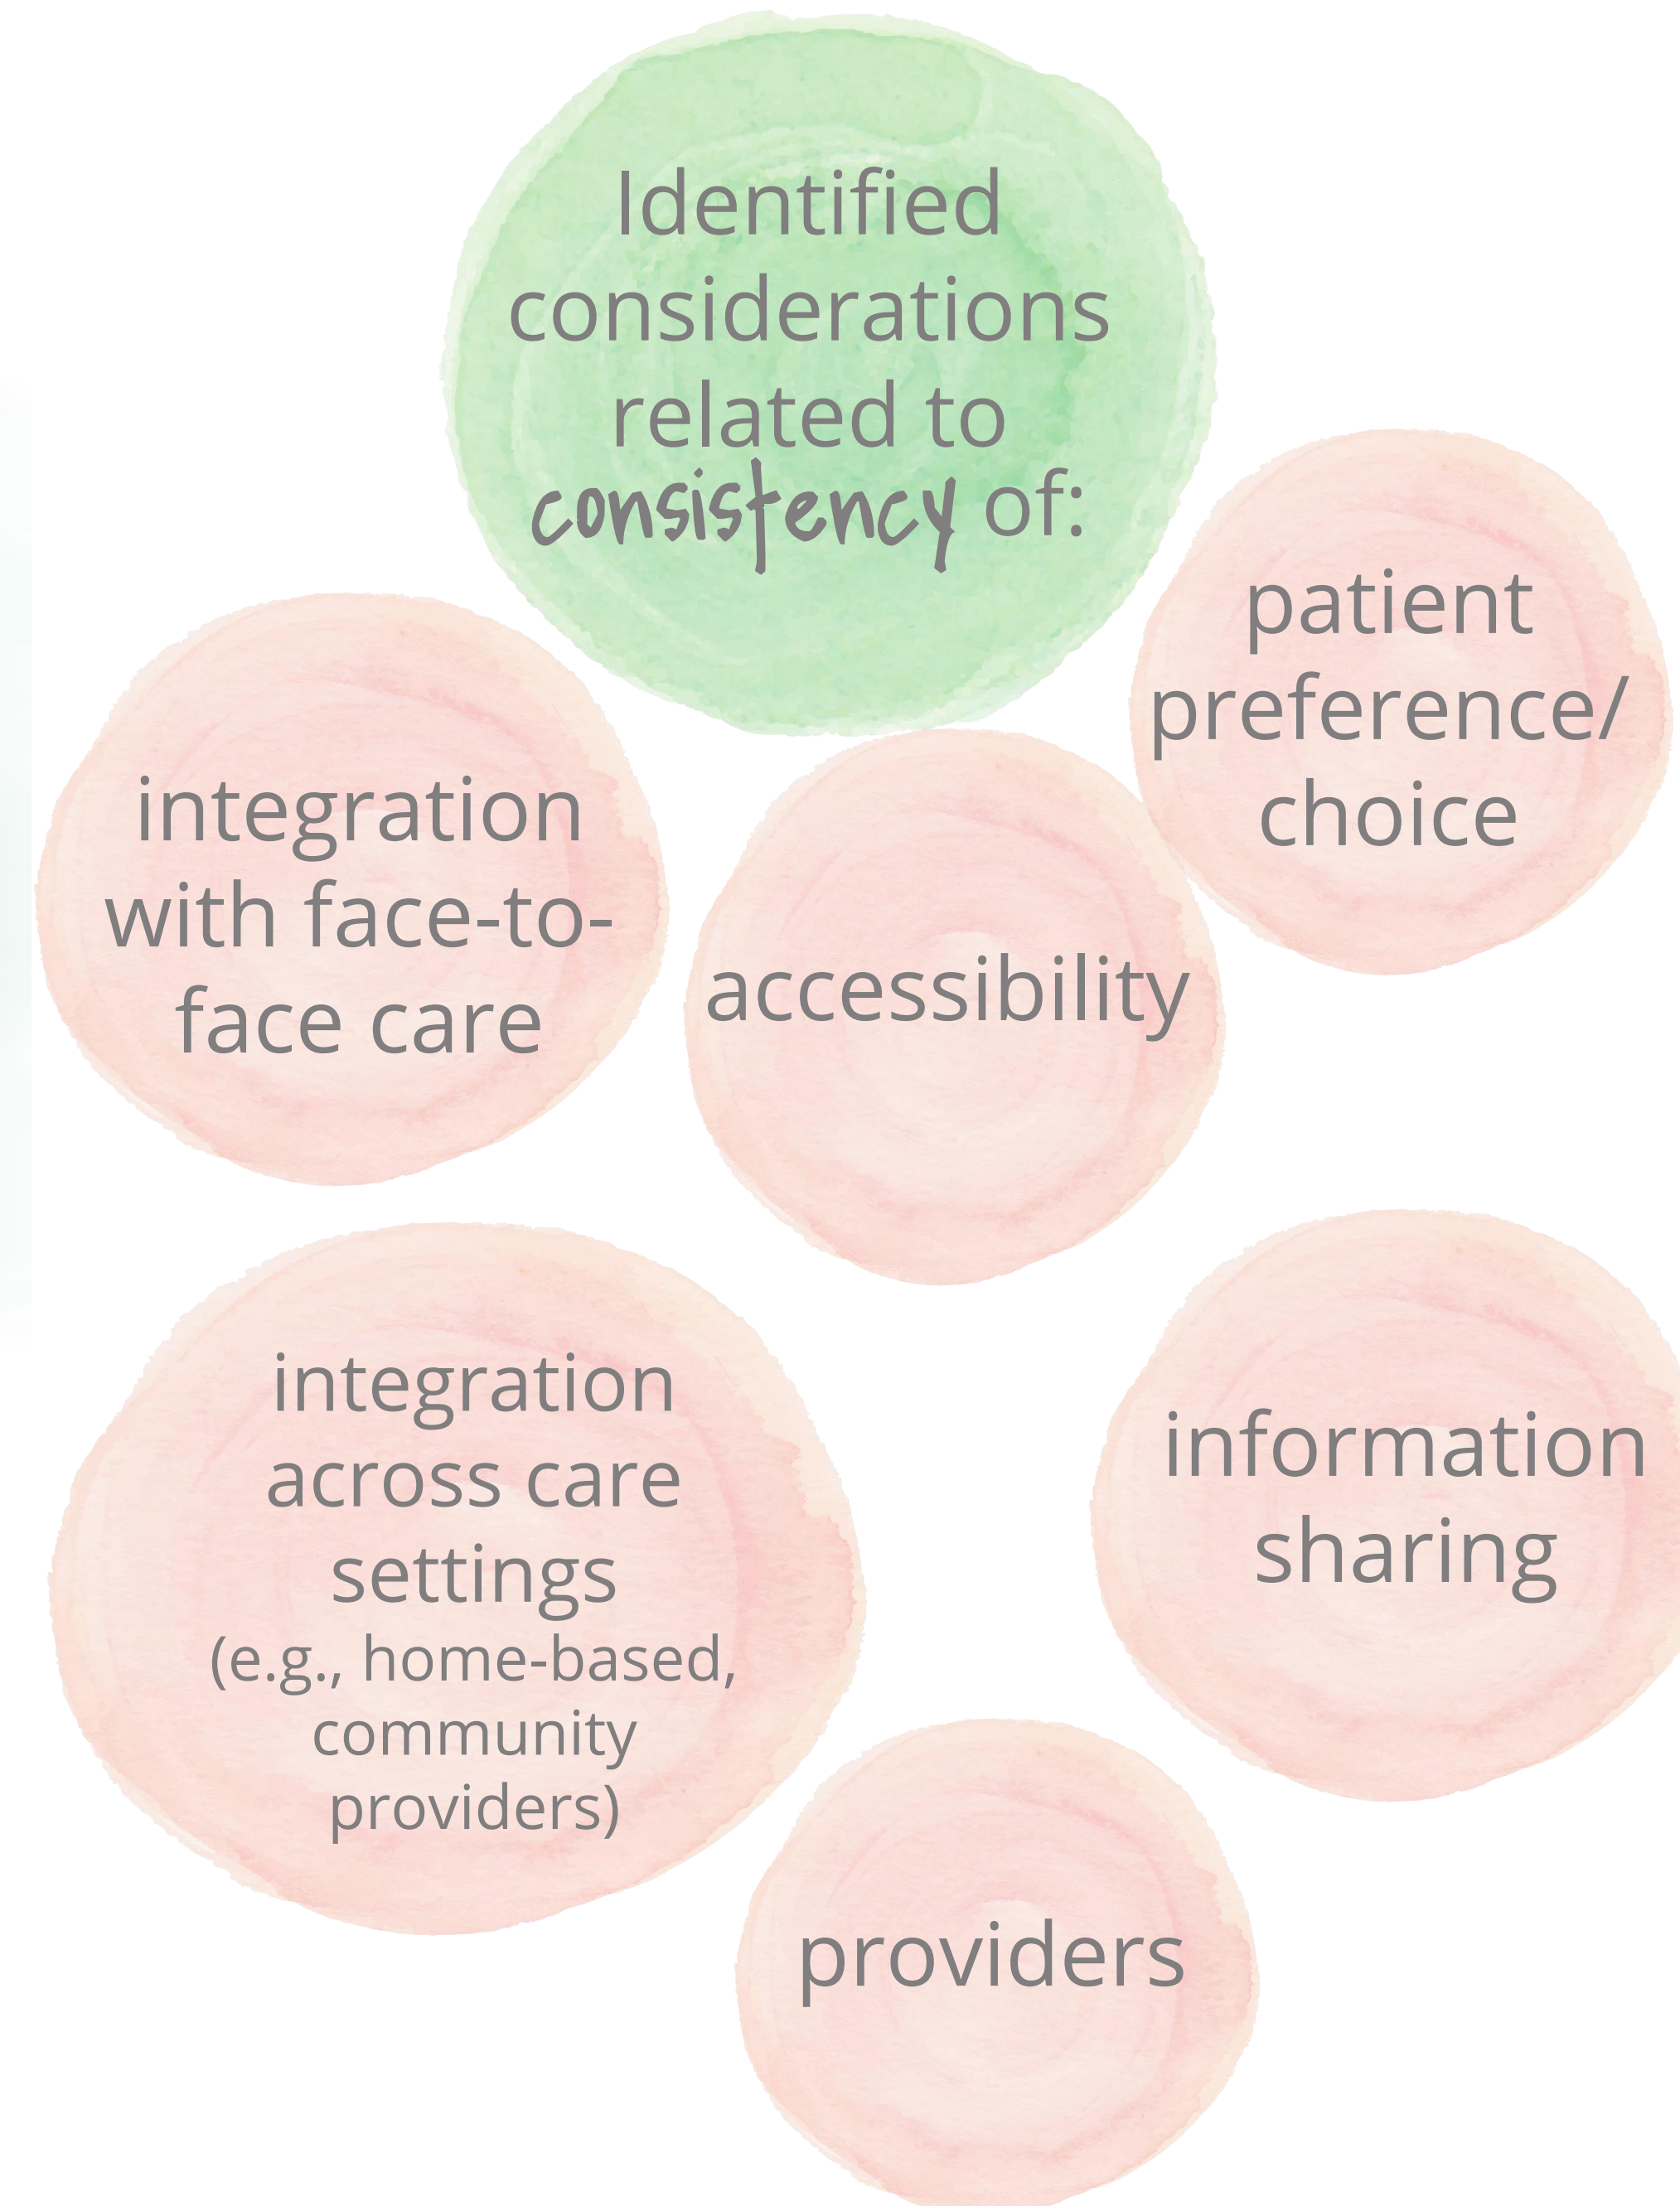 Identified
considerations
related to
consistency of:
patient
preference/
choice
integration
with face-to-
face care
accessibility
integration
across care
settings
(e.g., home-based,
community
providers)
information
sharing
providers